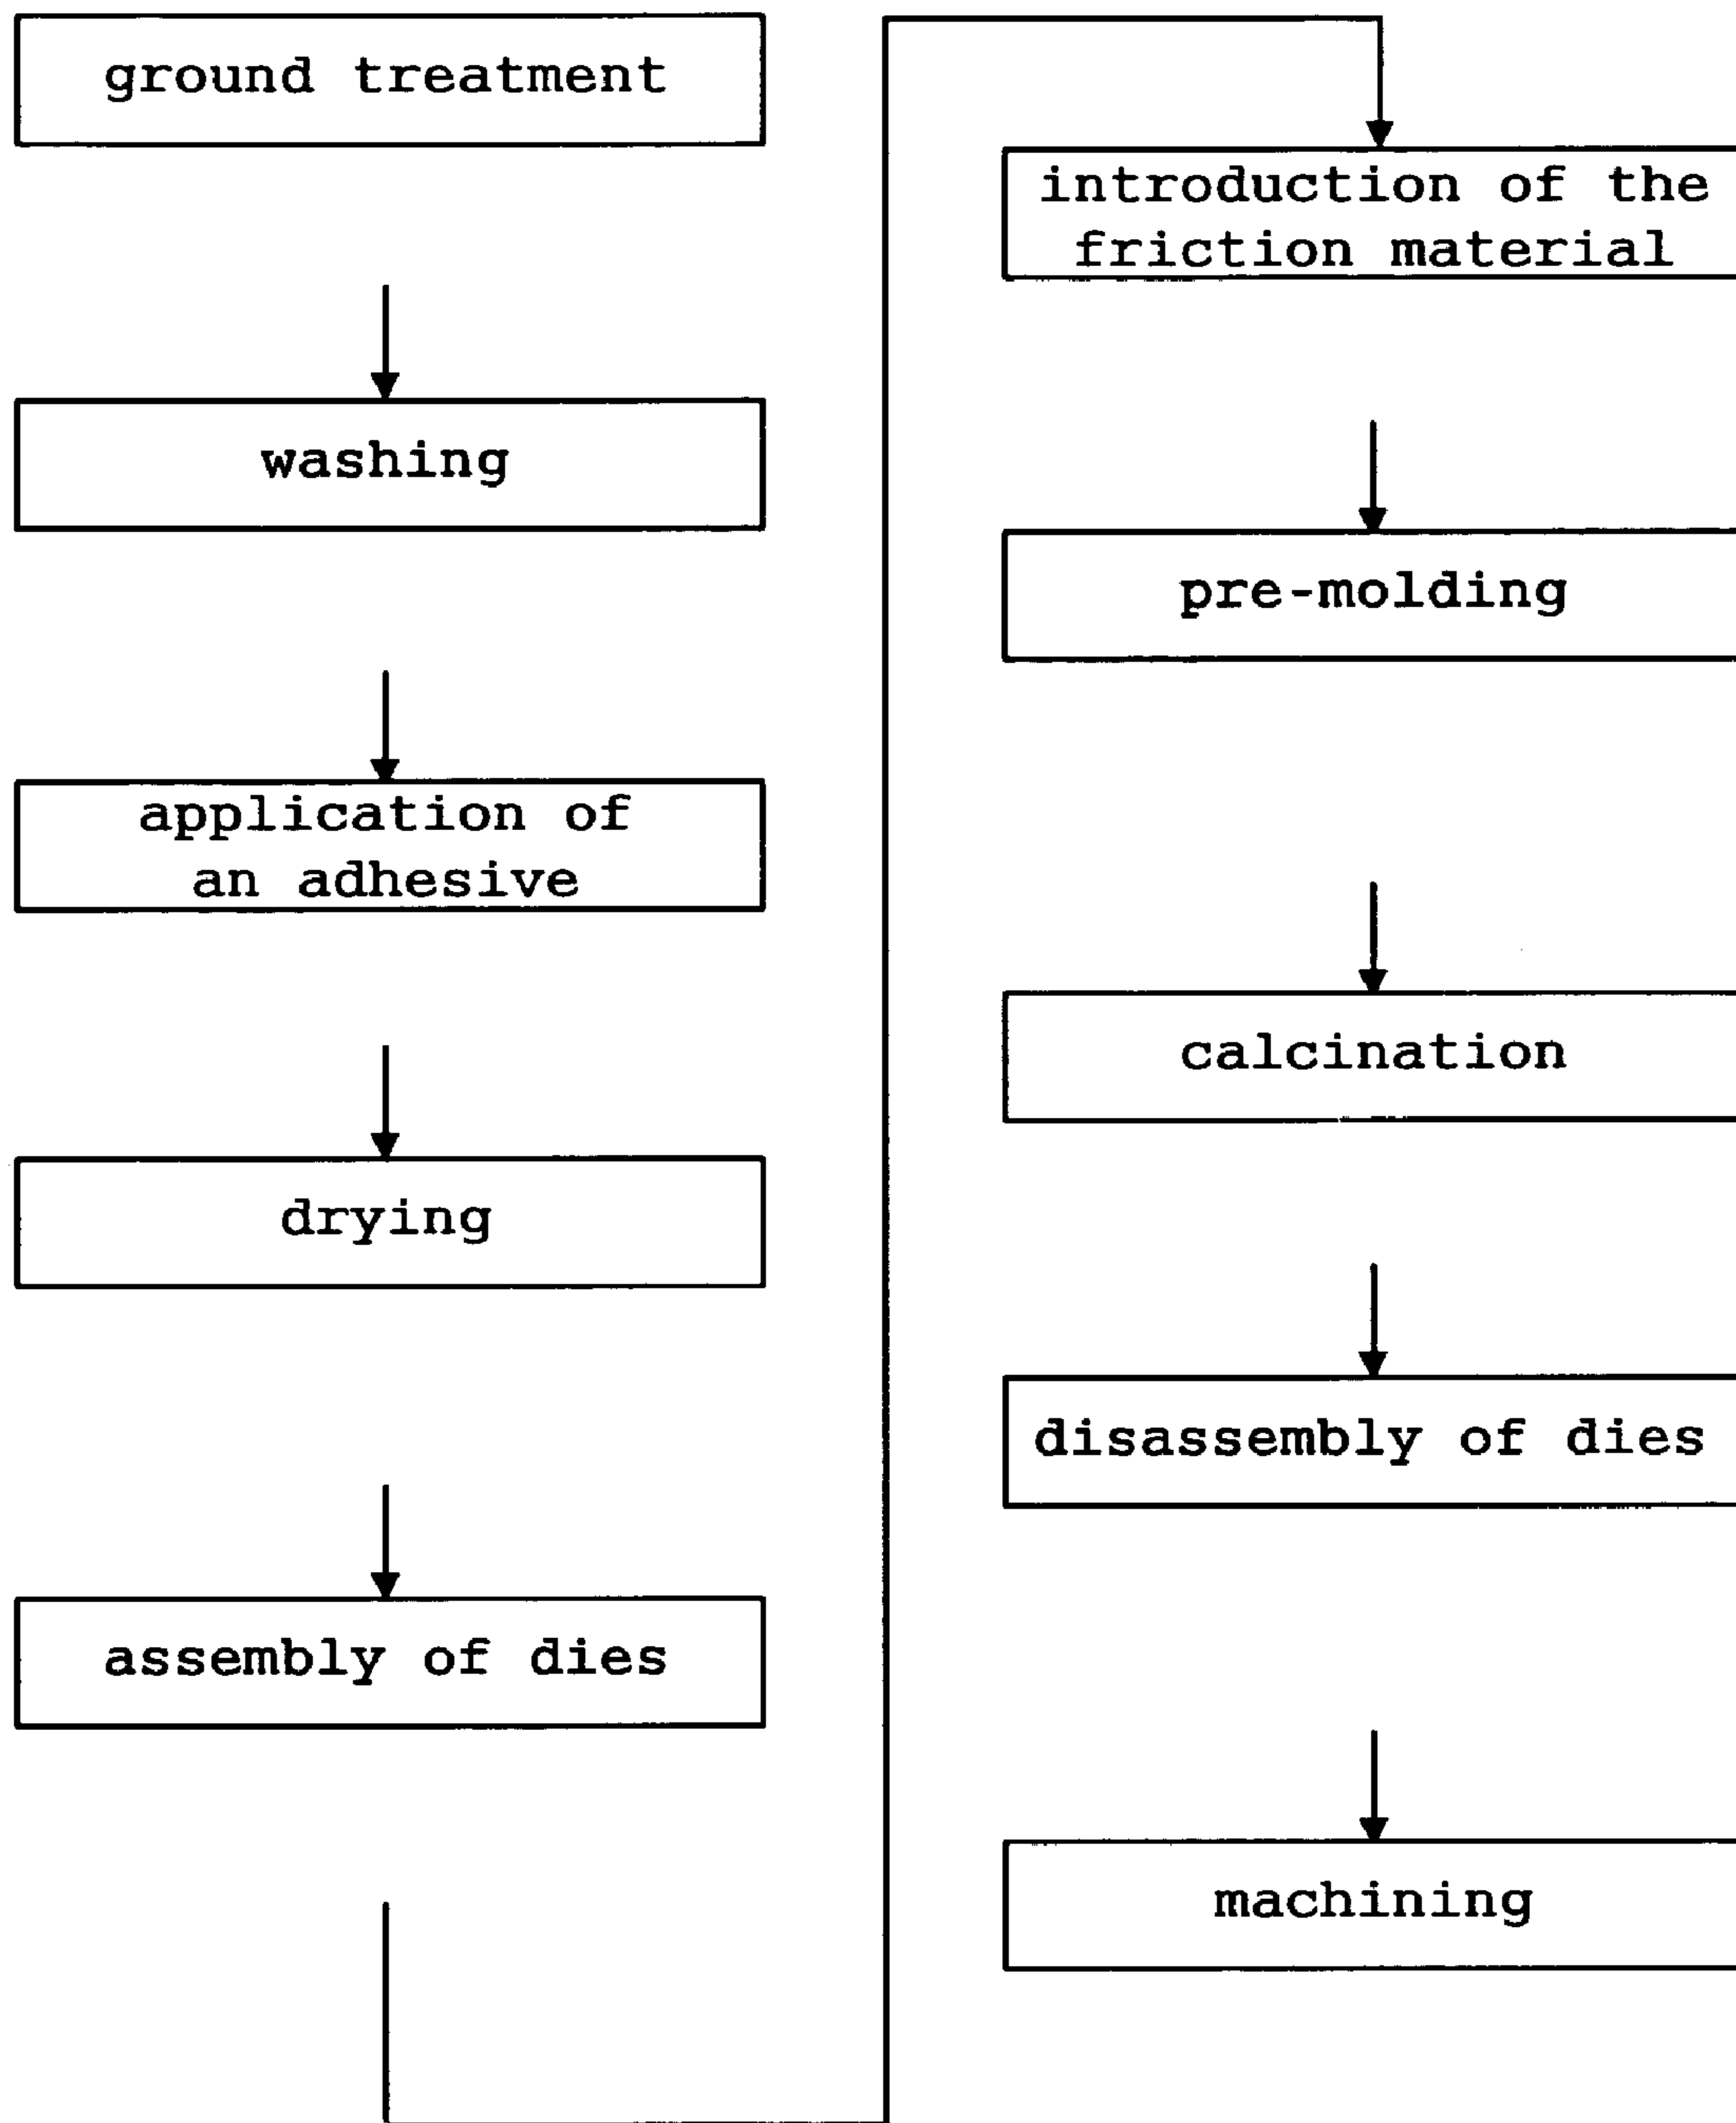 ground treatment
washing
application of
an adhesive
drying
assembly of dies
introduction of the
friction material
pre-molding
calcination
disassembly of dies
machining